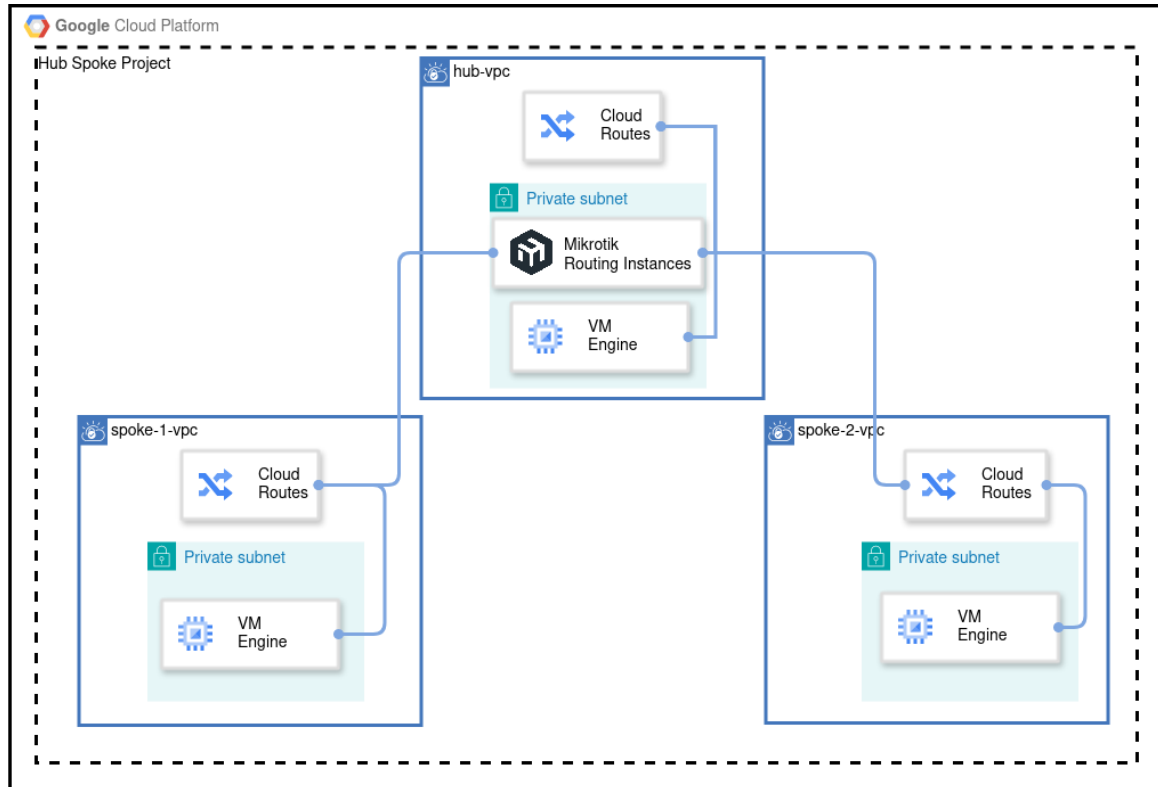 Google Cloud Platform
Hub Spoke Project
hub-vpc
Cloud
Routes
Private subnet
Mikrotik
Routing Instances
VM
Engine
spoke-1-vpc
Cloud
Routes
Private subnet
VM
Engine
spoke-2-vpc
Cloud
Routes
Private subnet
VM
Engine